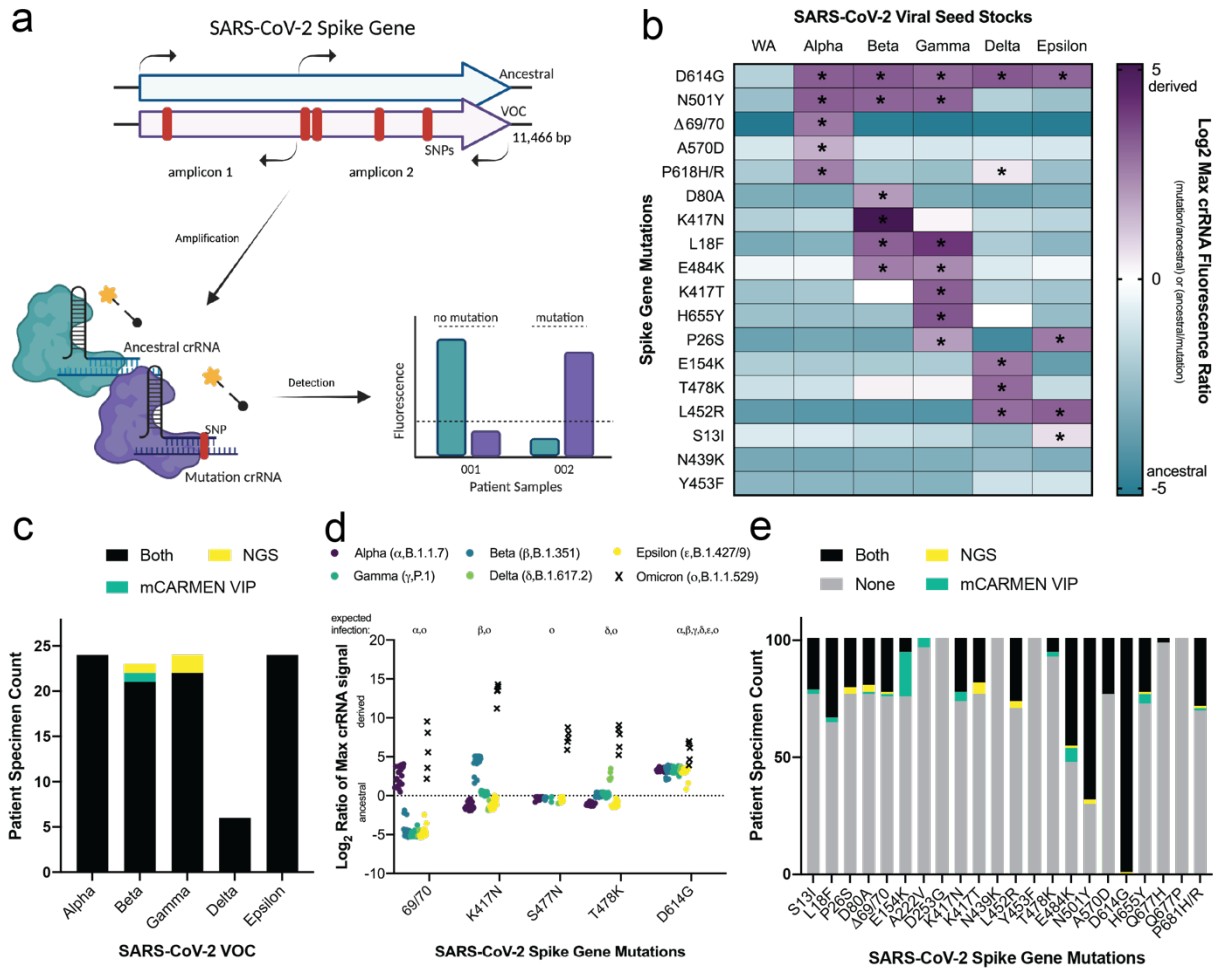 a
SARS-CoV-2 Spike Gene
Ancestral
VOC
11,466 bp
SNPs
amplicon 1
amplicon 2
Amplification
Ancestral crRNA
SNP
Mutation crRNA
Detection
no mutation
mutation
Fluorescence
001
002
Patient Samples
b
SARS-CoV-2 Viral Seed Stocks
WA
Alpha
Beta
Gamma
Delta
Epsilon
Spike Gene Mutations
D614G
* * * * *
N501Y
* * *
Δ69/70
*
A570D
*
P618H/R
* *
D80A
*
K417N
*
L18F
* *
E484K
* *
K417T
*
H655Y
*
P26S
* *
E154K
*
T478K
*
L452R
* *
S13I
*
N439K
Y453F
5
derived
0
ancestral
-5
Log2 Max crRNA Fluorescence Ratio
(mutation/ancestral) or (ancestral/mutation)
c
Both
NGS
mCARMEN VIP
Patient Specimen Count
25
20
15
10
5
0
Alpha
Beta
Gamma
Delta
Epsilon
SARS-CoV-2 VOC
d
Alpha (α,B.1.1.7)
Beta (β,B.1.351)
Epsilon (ε,B.1.427/9)
Gamma (γ,P.1)
Delta (δ,B.1.617.2)
Omicron (o,B.1.1.529)
expected
infection:
α,o
β,o
o
δ,o
α,β,γ,δ,ε,o
Log2 Ratio of Max crRNA signal
derived
ancestral
20
15
10
5
0
-5
-10
69/70
K417N
S477N
T478K
D614G
SARS-CoV-2 Spike Gene Mutations
e
Both
NGS
None
mCARMEN VIP
Patient Specimen Count
100
50
0
S13I
L18F
P26S
D80A
Δ69/70
E154K
A222V
D253G
K417N
K417T
N439K
L452R
Y453F
T478K
E484K
N501Y
A570D
D614G
H655Y
Q677H
Q677P
P681H/R
SARS-CoV-2 Spike Gene Mutations